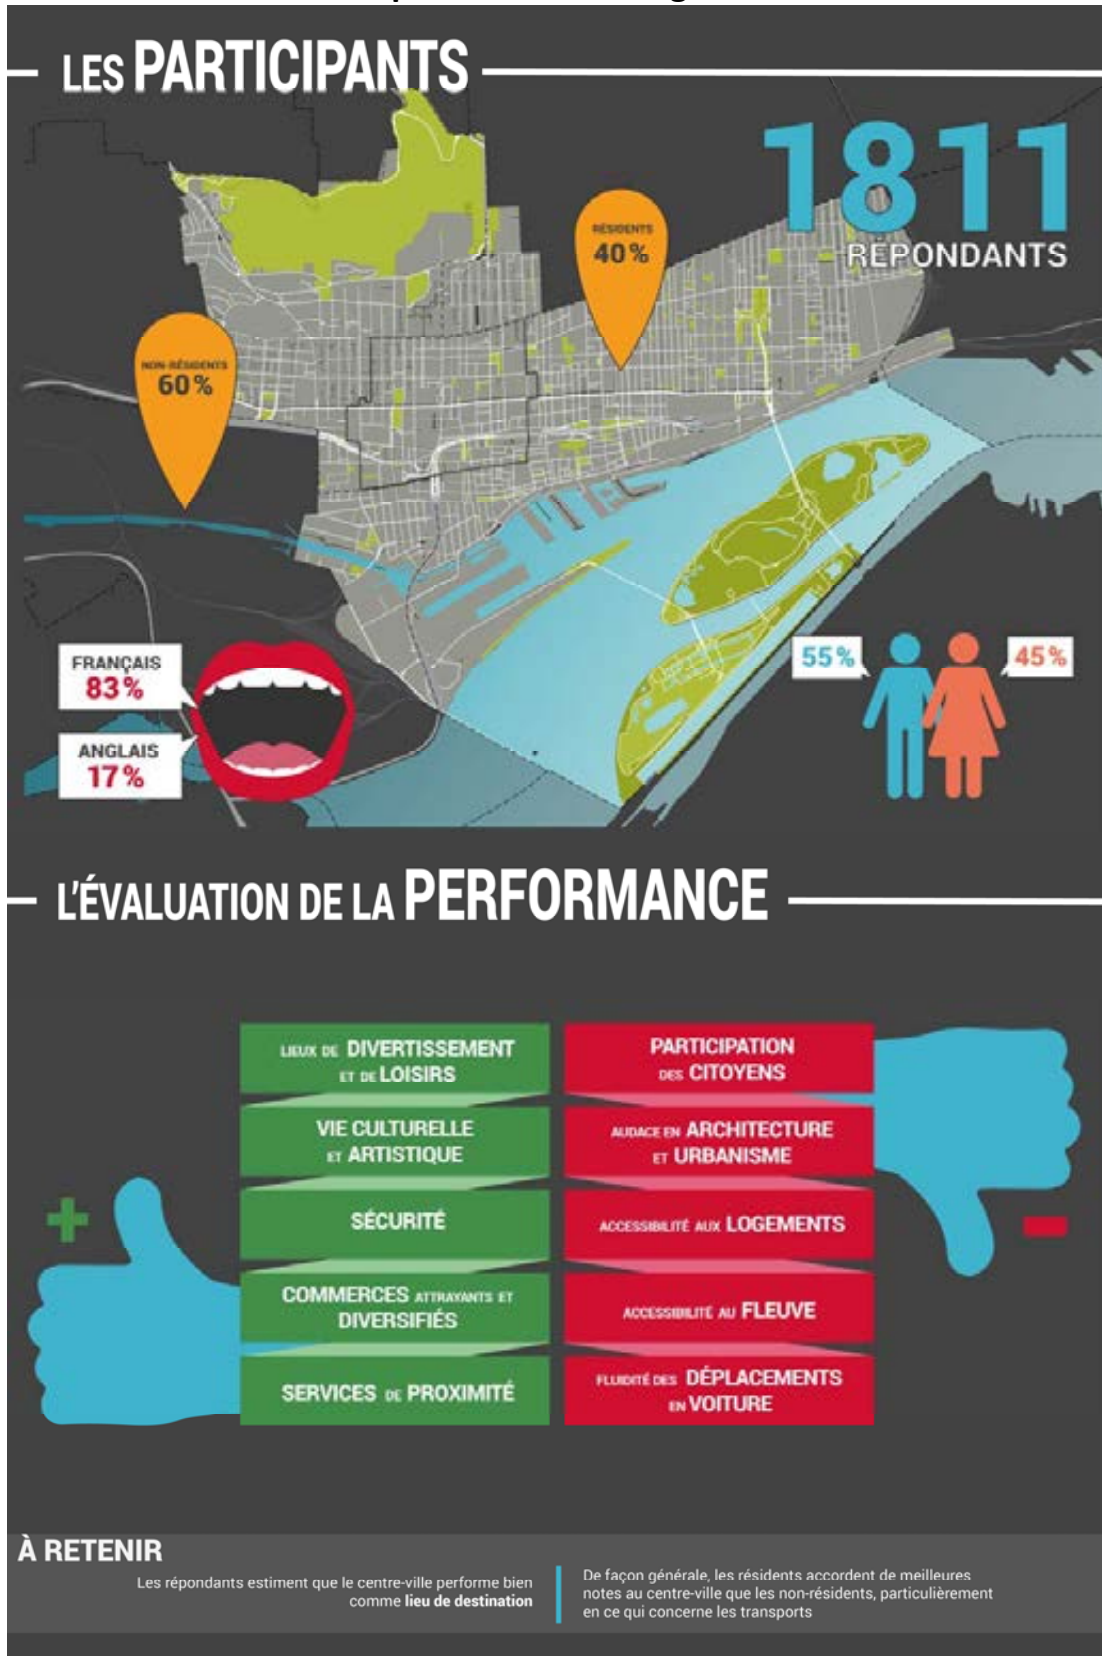 LES PARTICIPANTS
1811
RÉPONDANTS
RÉSIDENTS
40%
NON-RÉSIDENTS
60%
FRANÇAIS
83%
ANGLAIS
17%
55%
45%
L'ÉVALUATION DE LA PERFORMANCE
LIEUX DE DIVERTISSEMENT
ET DE LOISIRS
VIE CULTURELLE
ET ARTISTIQUE
SÉCURITÉ
COMMERCES ATTRAYANTS ET
DIVERSIFIÉS
SERVICES DE PROXIMITÉ
PARTICIPATION
DES CITOYENS
AUDACE EN ARCHITECTURE
ET URBANISME
ACCESSIBILITÉ AUX LOGEMENTS
ACCESSIBILITÉ AU FLEUVE
FLUIDITÉ DES DÉPLACEMENTS
EN VOITURE
À RETENIR
Les répondants estiment que le centre-ville performe bien
comme lieu de destination
De façon générale, les résidents accordent de meilleures
notes au centre-ville que les non-résidents, particulièrement
en ce qui concerne les transports